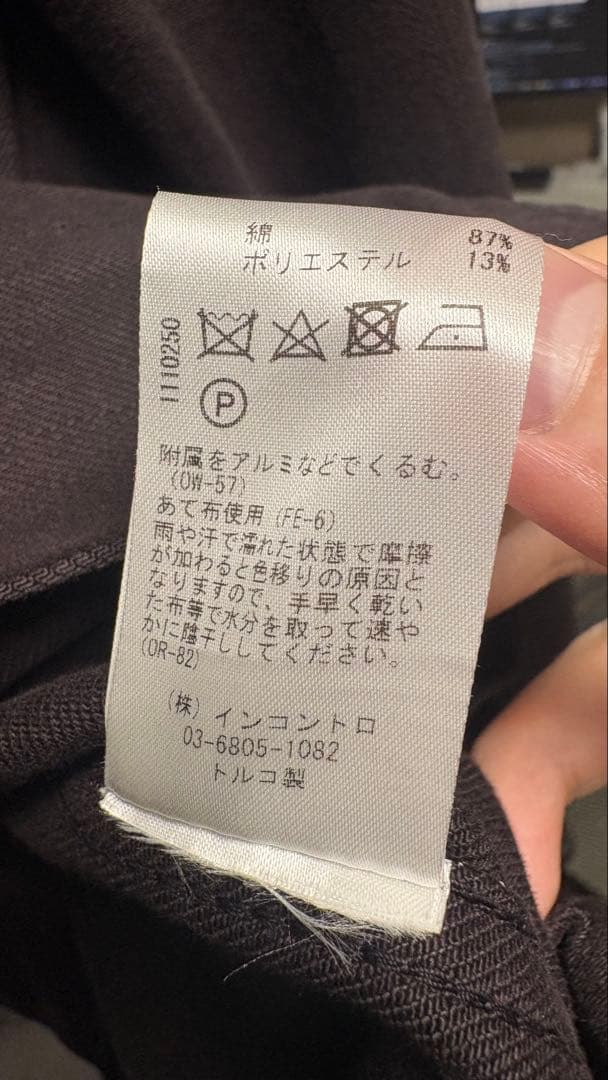 綿 87%
ポリエステル 13%
1110250
P
附属をアルミなどでくるむ。
(OW-57)
あて布使用(FE-6)
雨や汗で濡れた状態で摩擦
が加わると色移りの原因と
なりますので、手早く乾い
た布等で水分を取って速や
かに陰干ししてください。
(OR-82)
(株)インコントロ
03-6805-1082
トルコ製